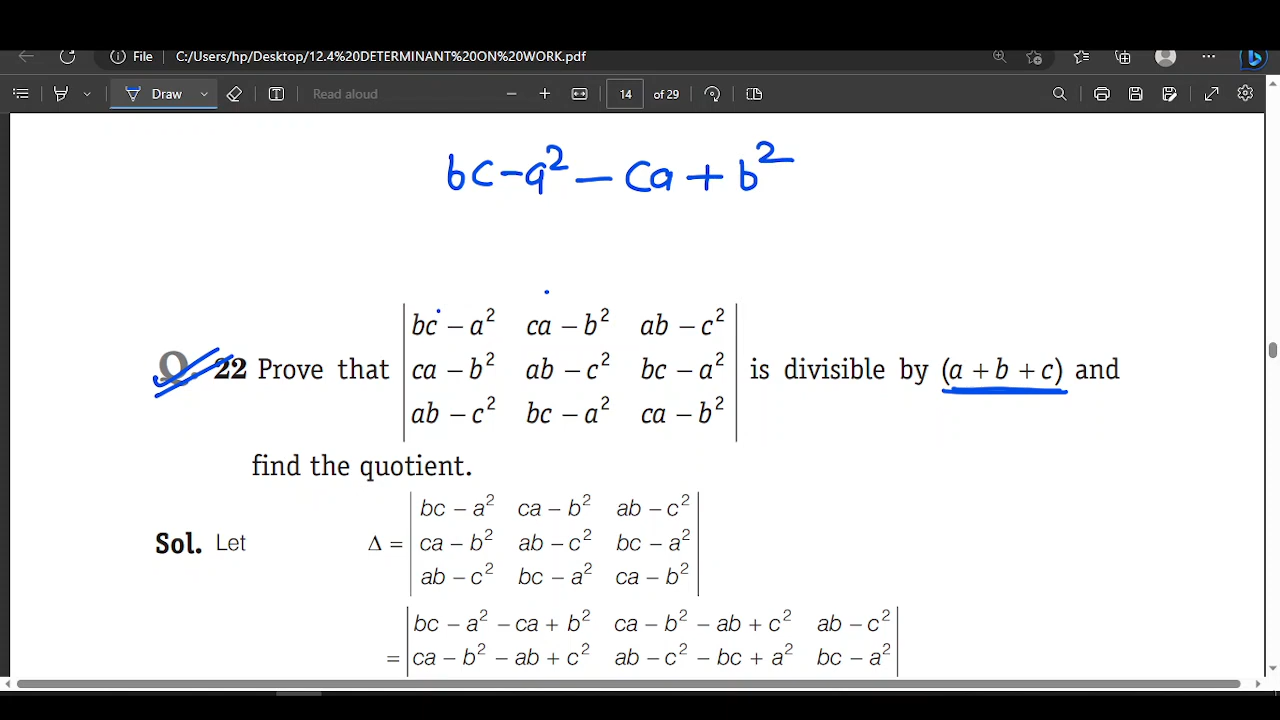 File C:/Users/hp/Desktop/12.4%20DETERMINANT%20ON%20WORK.pdf
Draw Read aloud 14 of 29
bc-a² - ca + b²
bc – a² ca – b² ab – c²
Q. 22 Prove that ca – b² ab – c² bc – a² is divisible by (a + b + c) and
ab – c² bc – a² ca – b²
find the quotient.
bc – a² ca – b² ab – c²
Sol. Let Δ = ca – b² ab – c² bc – a²
ab – c² bc – a² ca – b²
bc – a² – ca + b² ca – b² – ab + c² ab – c²
= ca – b² – ab + c² ab – c² – bc + a² bc – a²